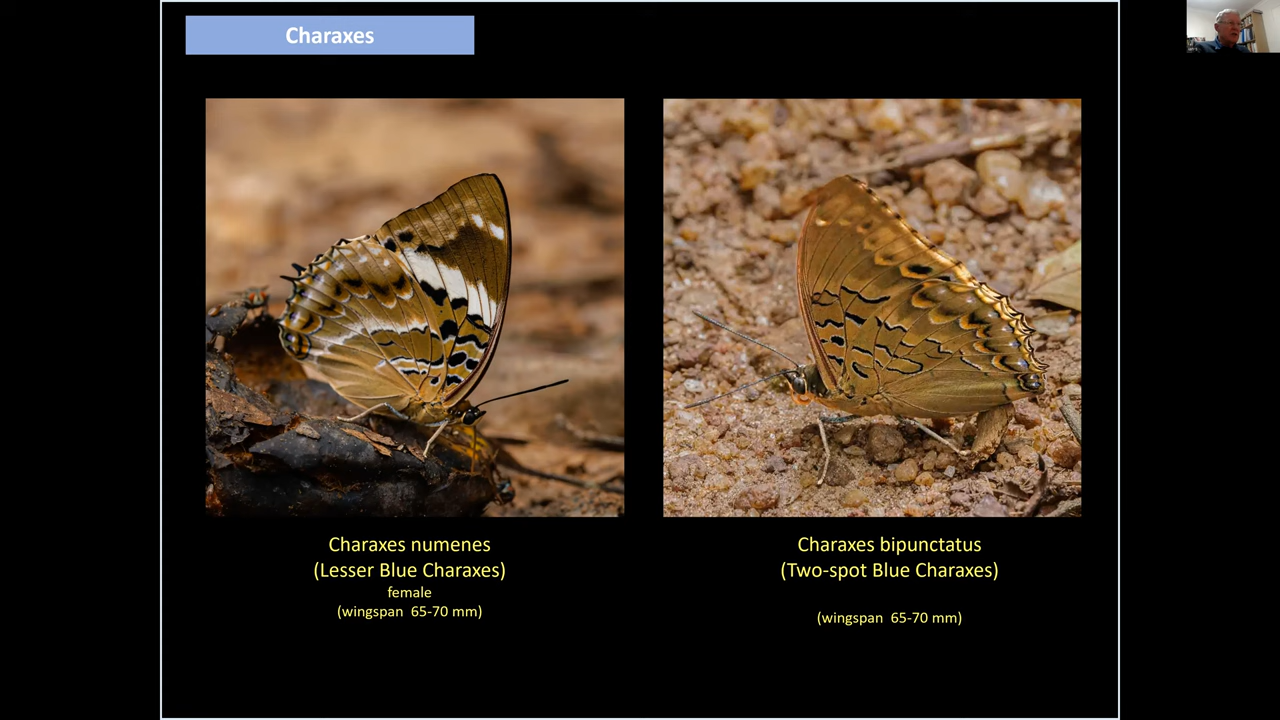 Charaxes
Charaxes numenes
(Lesser Blue Charaxes)
female
(wingspan 65-70 mm)
Charaxes bipunctatus
(Two-spot Blue Charaxes)
(wingspan 65-70 mm)